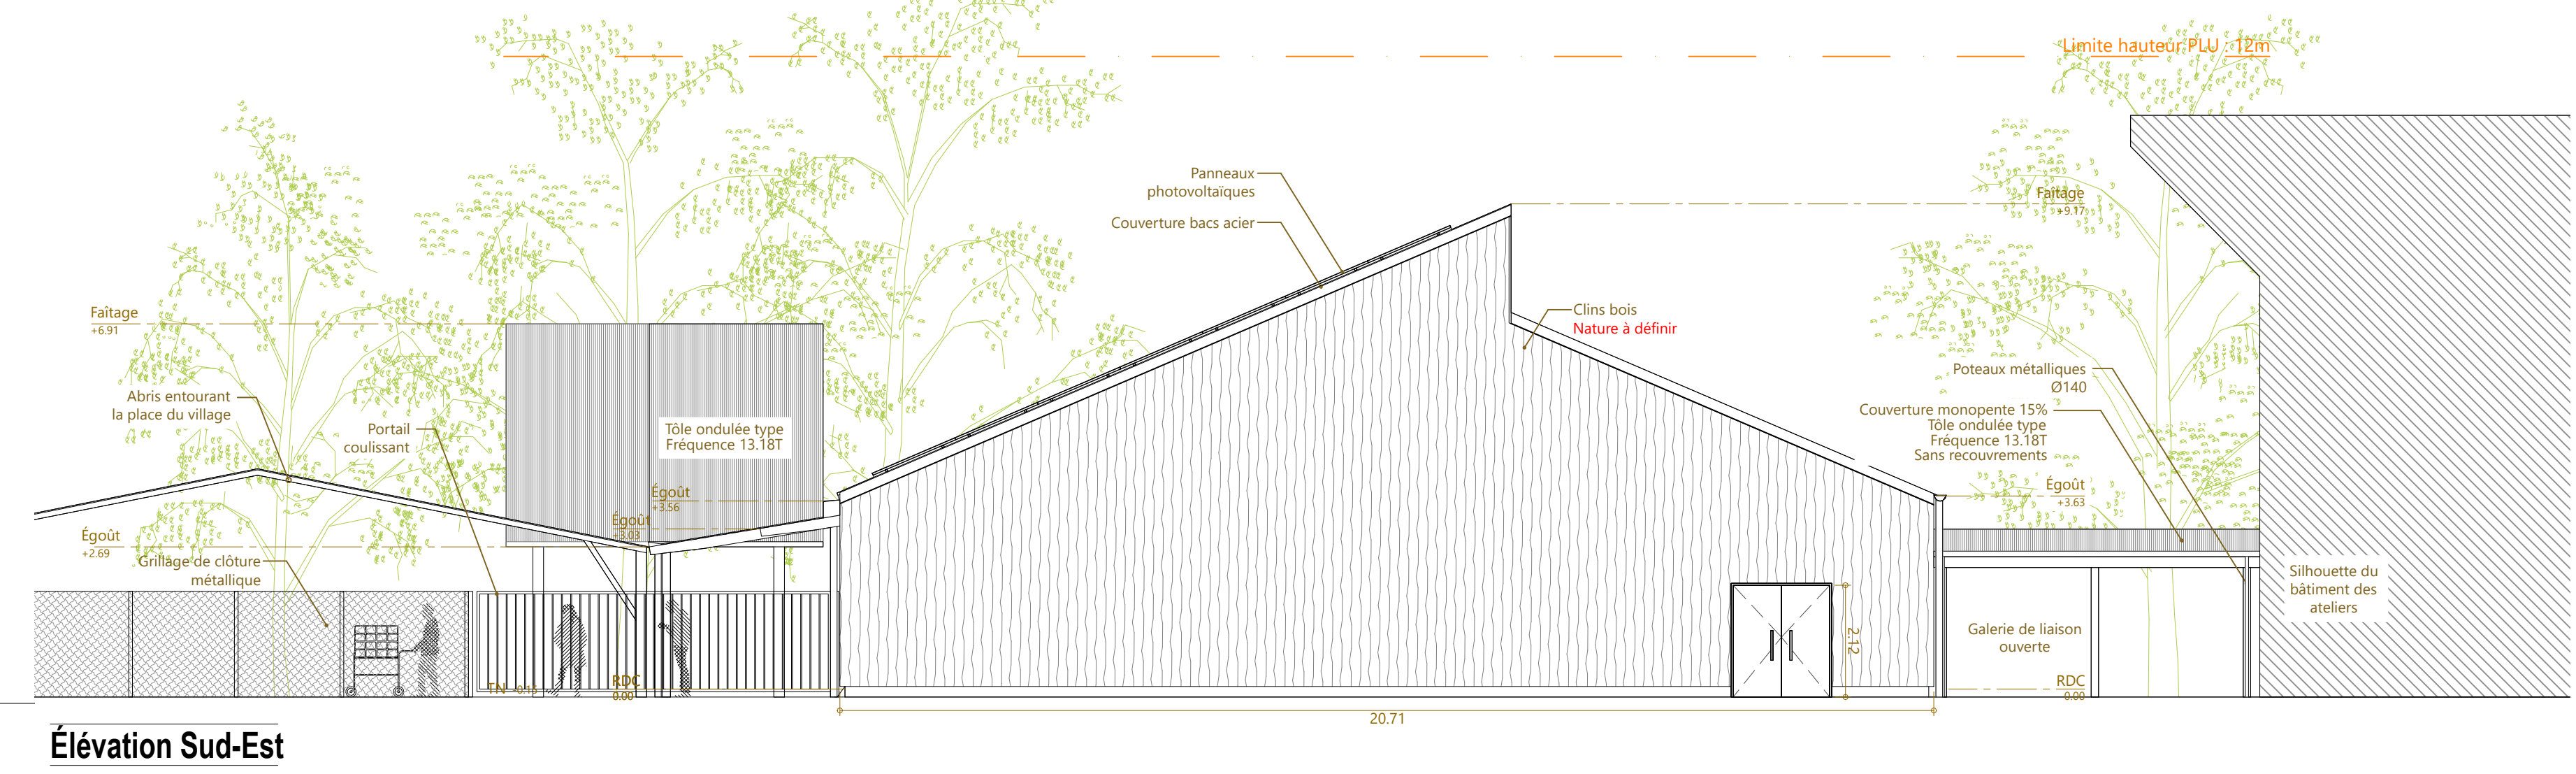 Limite hauteur PLU : 12m
Panneaux
photovoltaïques
Couverture bacs acier
Faîtage
+9.17
Faîtage
+6.91
Clins bois
Nature à définir
Abris entourant
la place du village
Portail
coulissant
Tôle ondulée type
Fréquence 13.18T
Poteaux métalliques
Ø140
Couverture monopente 15%
Tôle ondulée type
Fréquence 13.18T
Sans recouvrements
Égoût
+3.56
Égoût
+3.03
Égoût
+3.63
Égoût
+2.69
Grillage de clôture
métallique
Silhouette du
bâtiment des
ateliers
Galerie de liaison
ouverte
2.12
TN
RDC
0.00
RDC
0.00
20.71
Élévation Sud-Est